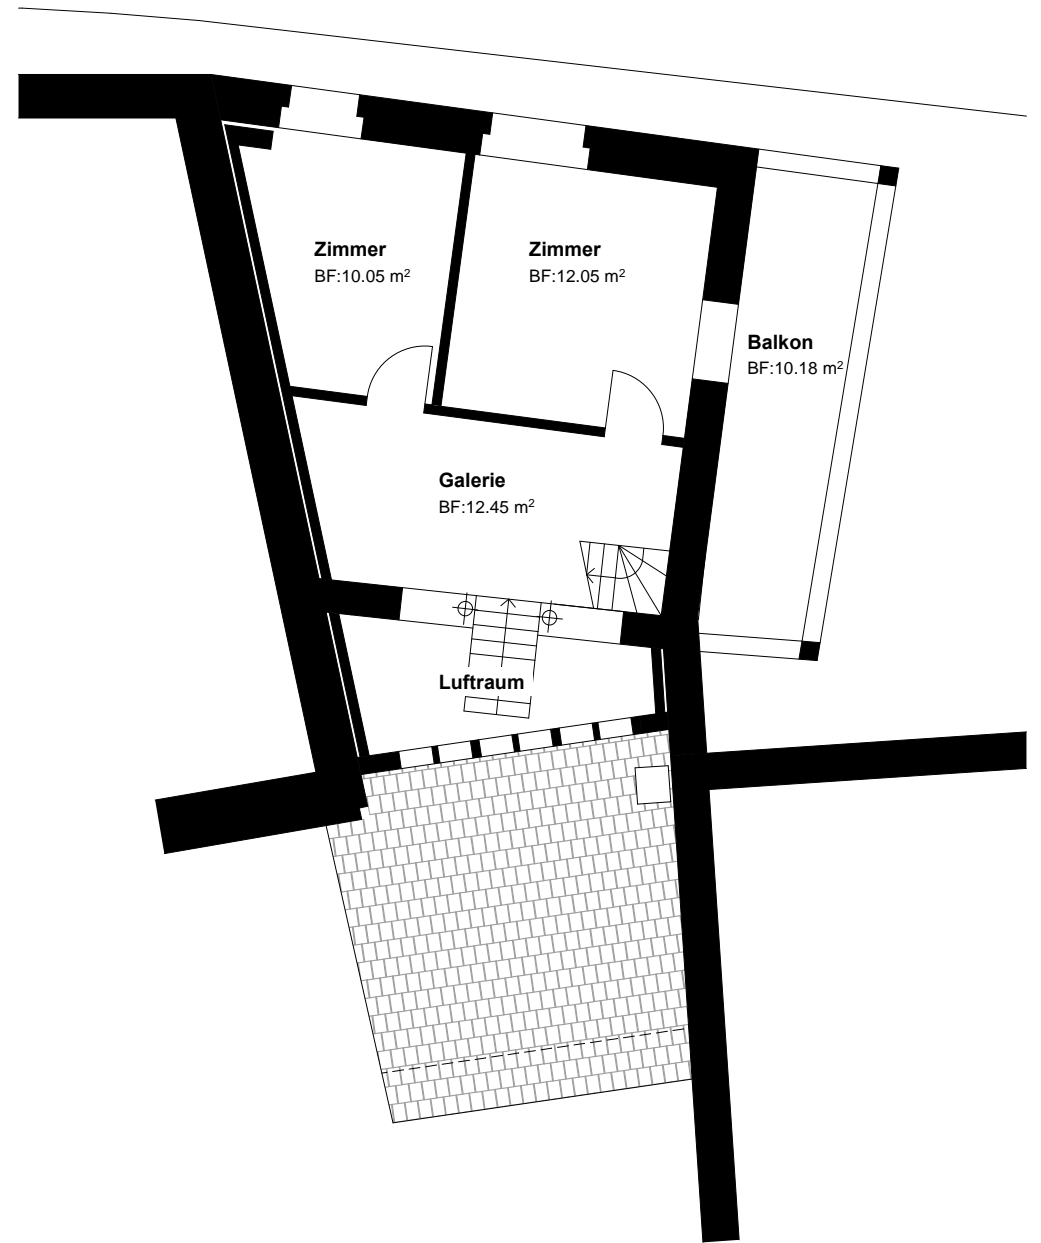 Zimmer
BF:10.05 m²
Zimmer
BF:12.05 m²
Balkon
BF:10.18 m²
Galerie
BF:12.45 m²
Luftraum